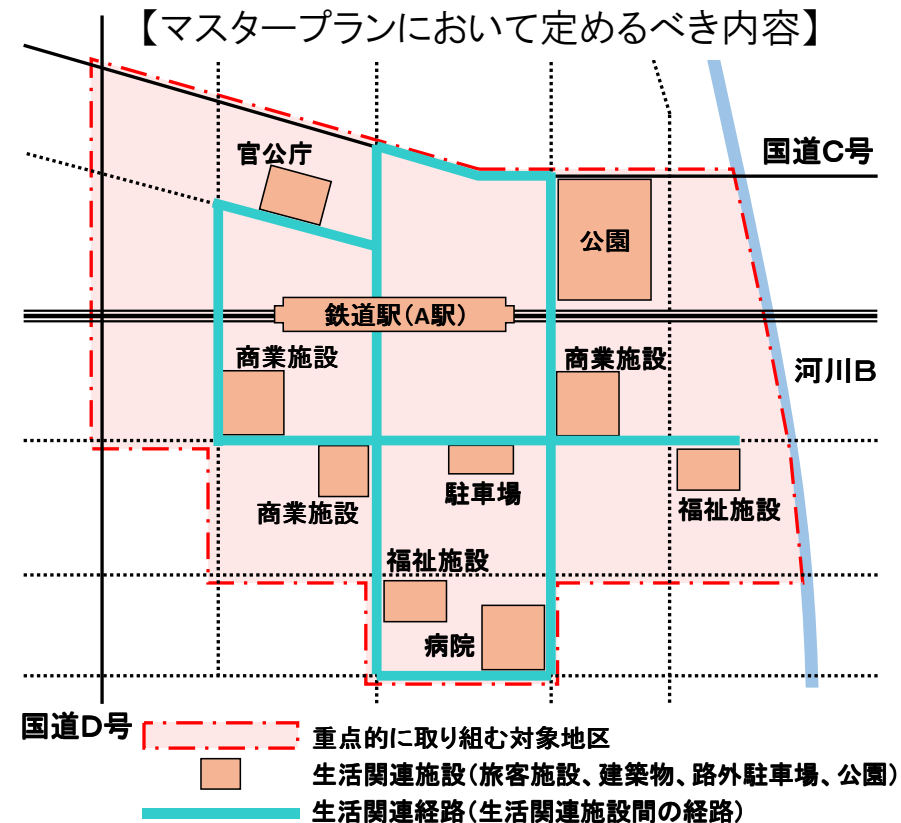 【マスタープランにおいて定めるべき内容】
国道C号
官公庁
公園
鉄道駅(A駅)
商業施設
商業施設
河川B
商業施設
駐車場
福祉施設
福祉施設
病院
国道D号
重点的に取り組む対象地区
生活関連施設(旅客施設、建築物、路外駐車場、公園)
生活関連経路(生活関連施設間の経路)